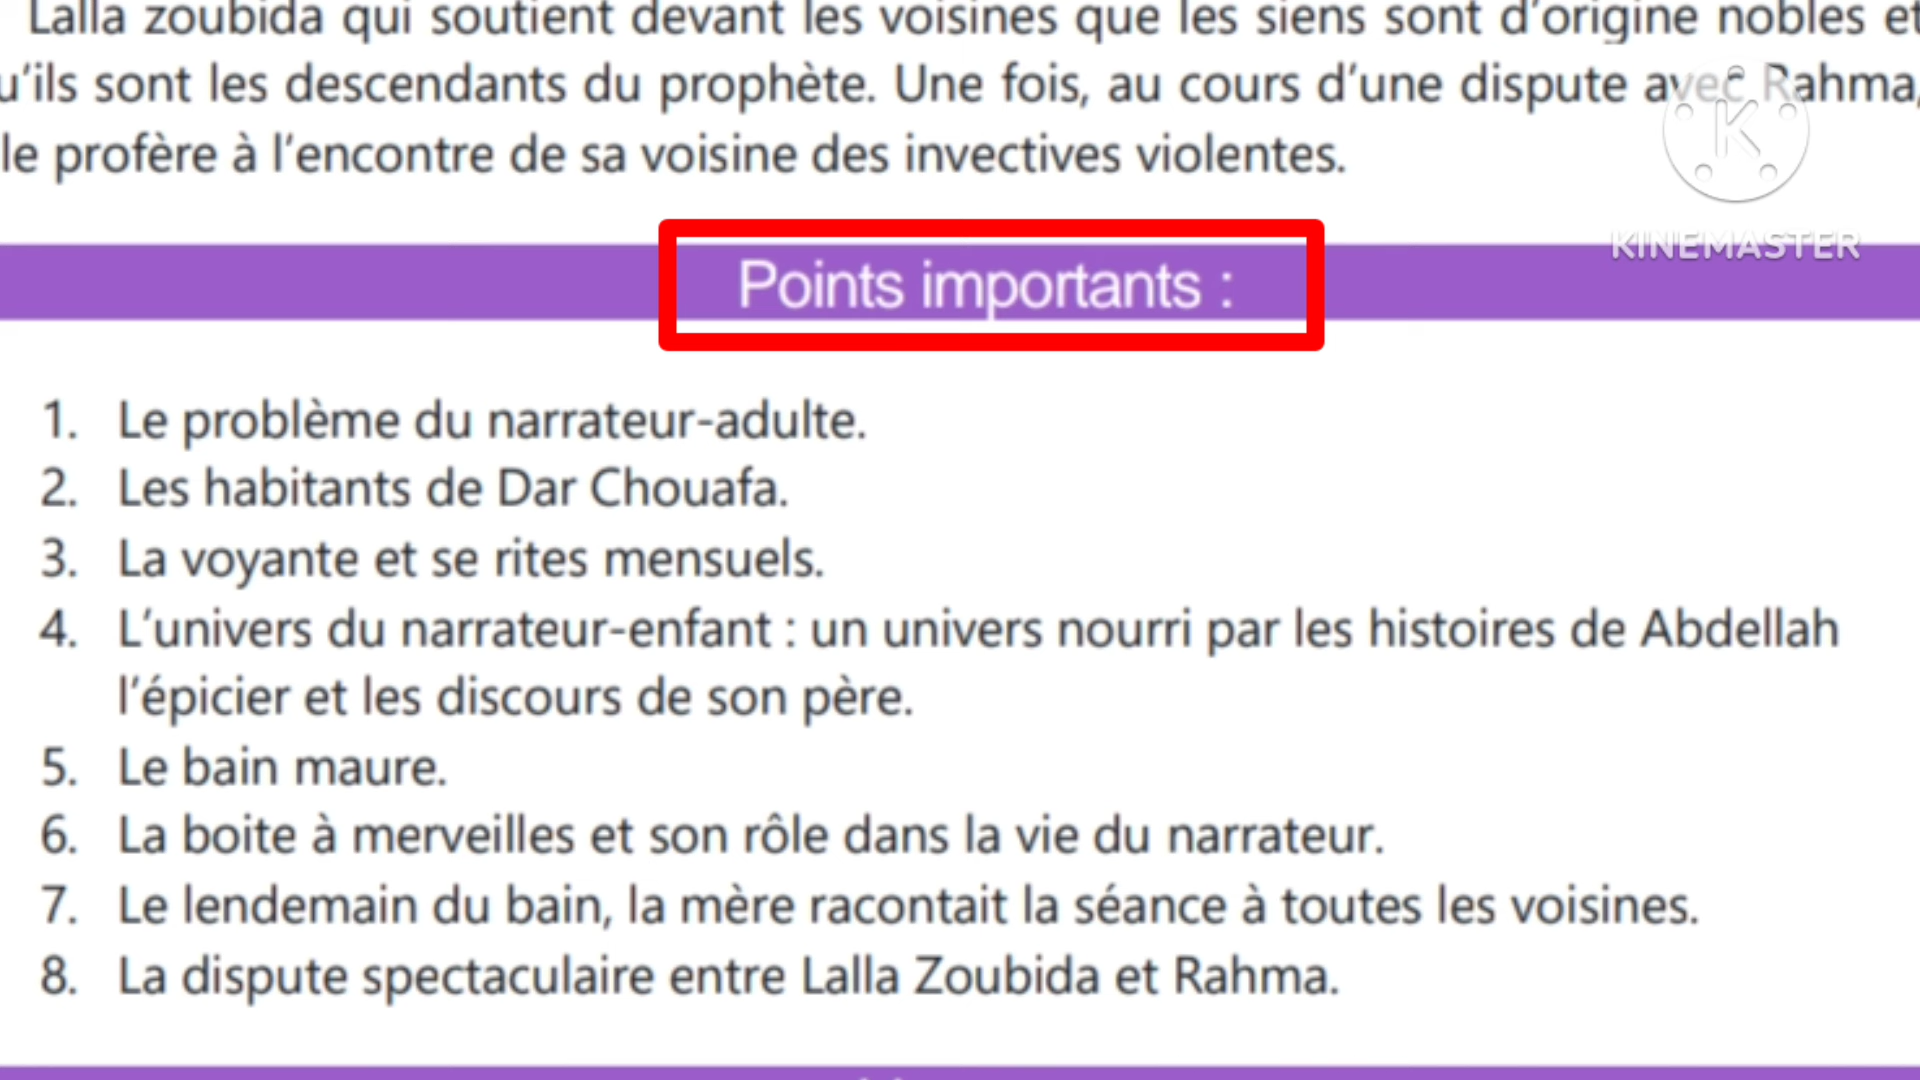 Lalla zoubida qui soutient devant les voisines que les siens sont d'origine nobles et
u'ils sont les descendants du prophète. Une fois, au cours d'une dispute avec Rahma,
le profère à l'encontre de sa voisine des invectives violentes.
K
KINEMASTER
Points importants :
1. Le problème du narrateur-adulte.
2. Les habitants de Dar Chouafa.
3. La voyante et se rites mensuels.
4. L'univers du narrateur-enfant : un univers nourri par les histoires de Abdellah
l'épicier et les discours de son père.
5. Le bain maure.
6. La boite à merveilles et son rôle dans la vie du narrateur.
7. Le lendemain du bain, la mère racontait la séance à toutes les voisines.
8. La dispute spectaculaire entre Lalla Zoubida et Rahma.